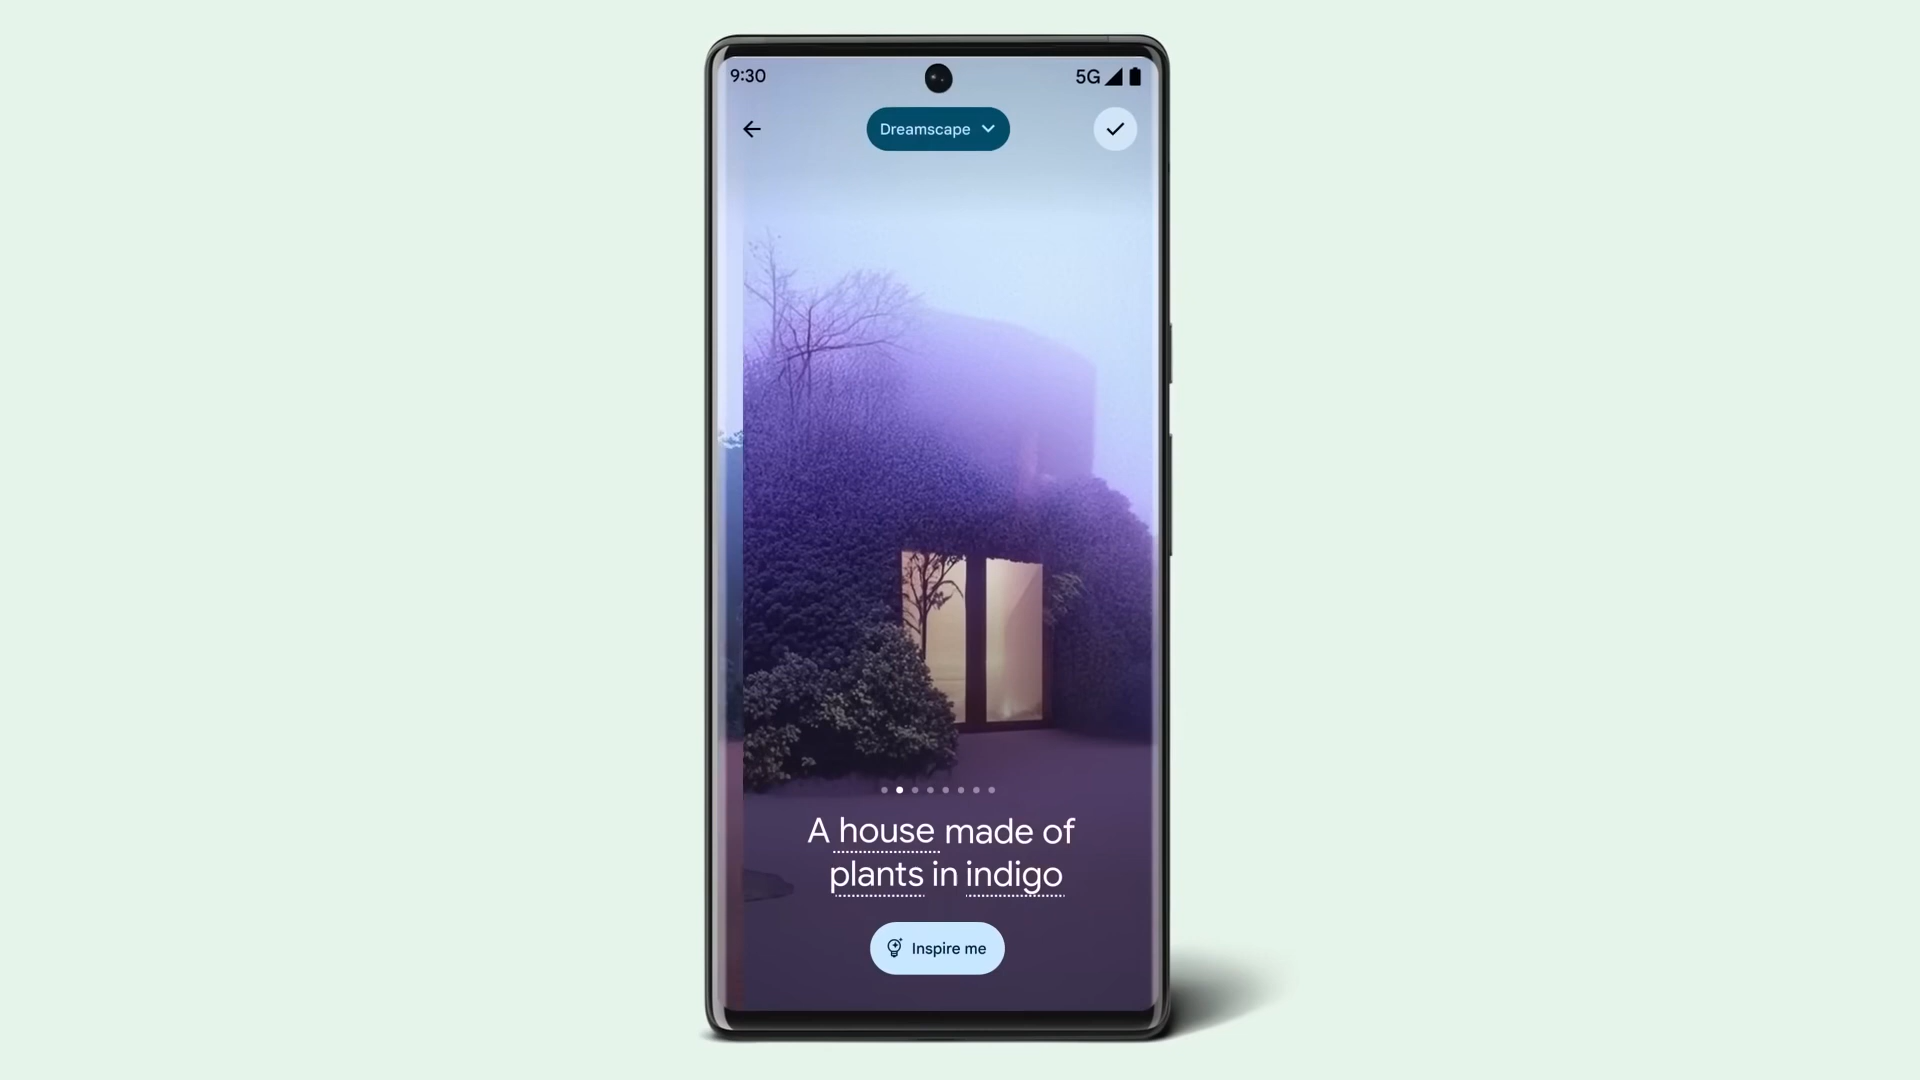 9:30
5G
Dreamscape
A house made of
plants in indigo
Inspire me